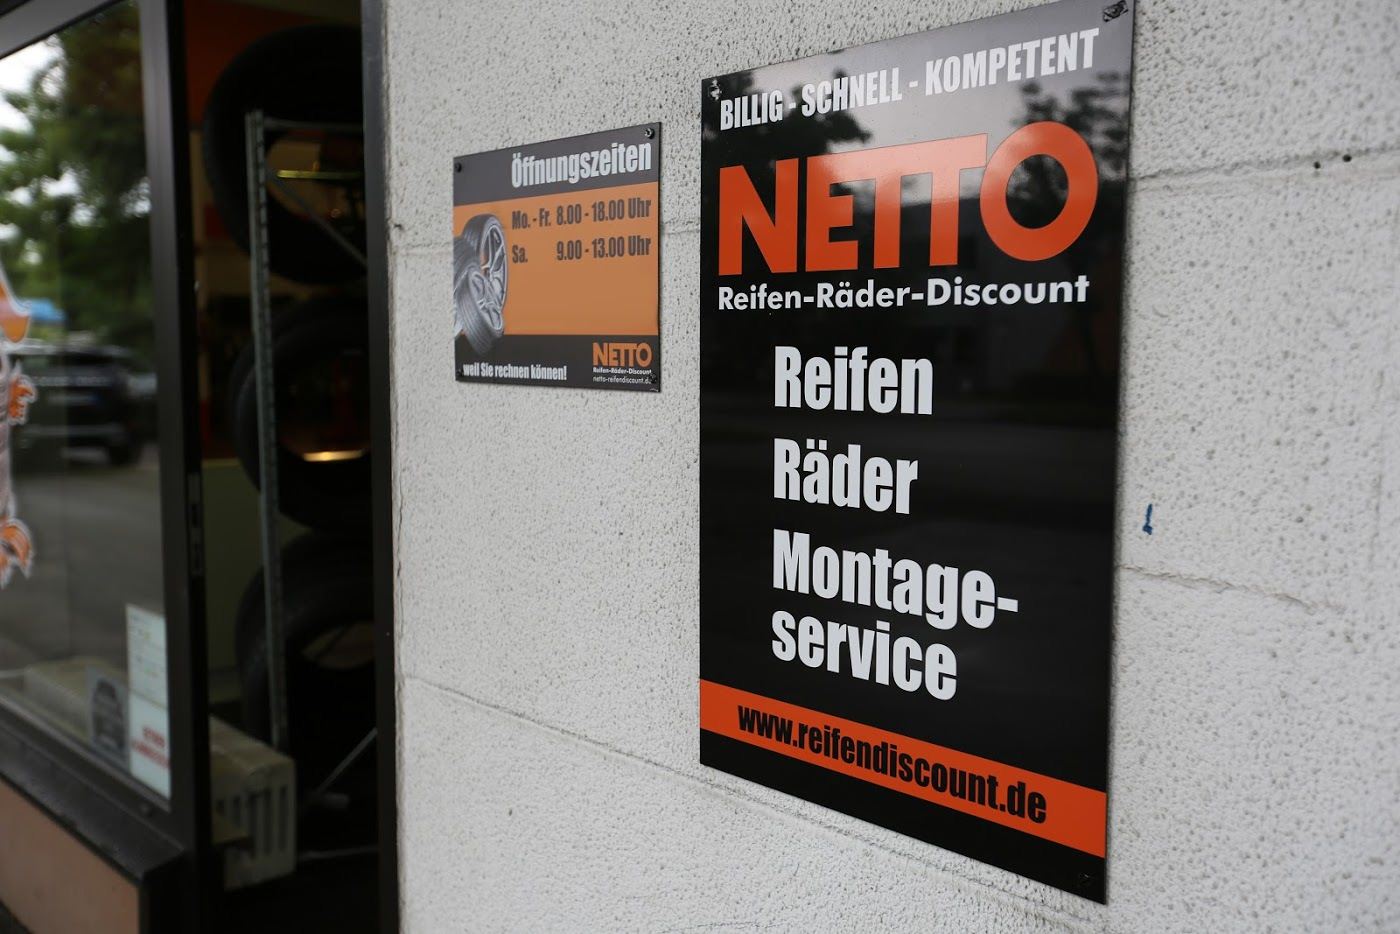 Öffnungszeiten
Mo. - Fr. 8.00 - 18.00 Uhr
Sa. 9.00 - 13.00 Uhr
weil Sie rechnen können!
NETTO
Reifen-Räder-Discount
netto-reifendiscount.de
BILLIG - SCHNELL - KOMPETENT
NETTO
Reifen-Räder-Discount
Reifen
Räder
Montage-
service
www.reifendiscount.de